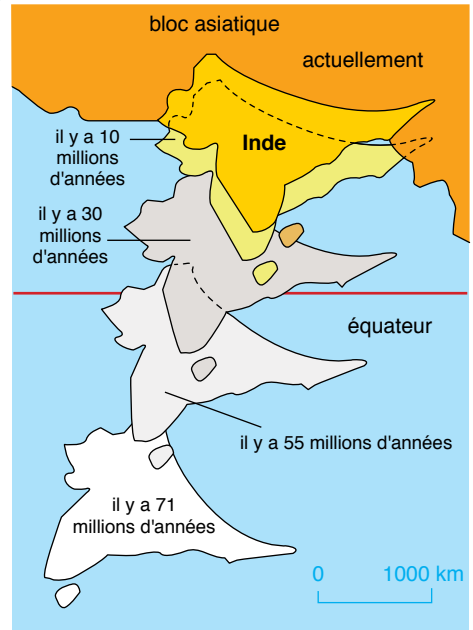 bloc asiatique
actuellement
il y a 10
millions
d'années
Inde
il y a 30
millions
d'années
équateur
il y a 55 millions d'années
il y a 71
millions d'années
0 1000 km